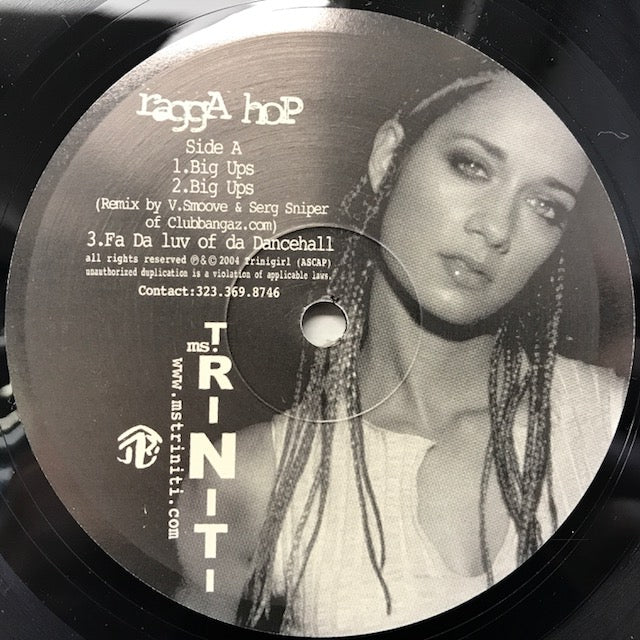 raggA hoP
Side A
1.Big Ups
2.Big Ups
(Remix by V.Smoove & Serg Sniper
of Clubbangaz.com)
3.Fa Da luv of da Dancehall
all rights reserved ℗&© 2004 Trinigirl (ASCAP)
unauthorized duplication is a violation of applicable laws.
Contact:323.369.8746
ms.
TRINITI
www.mstriniti.com